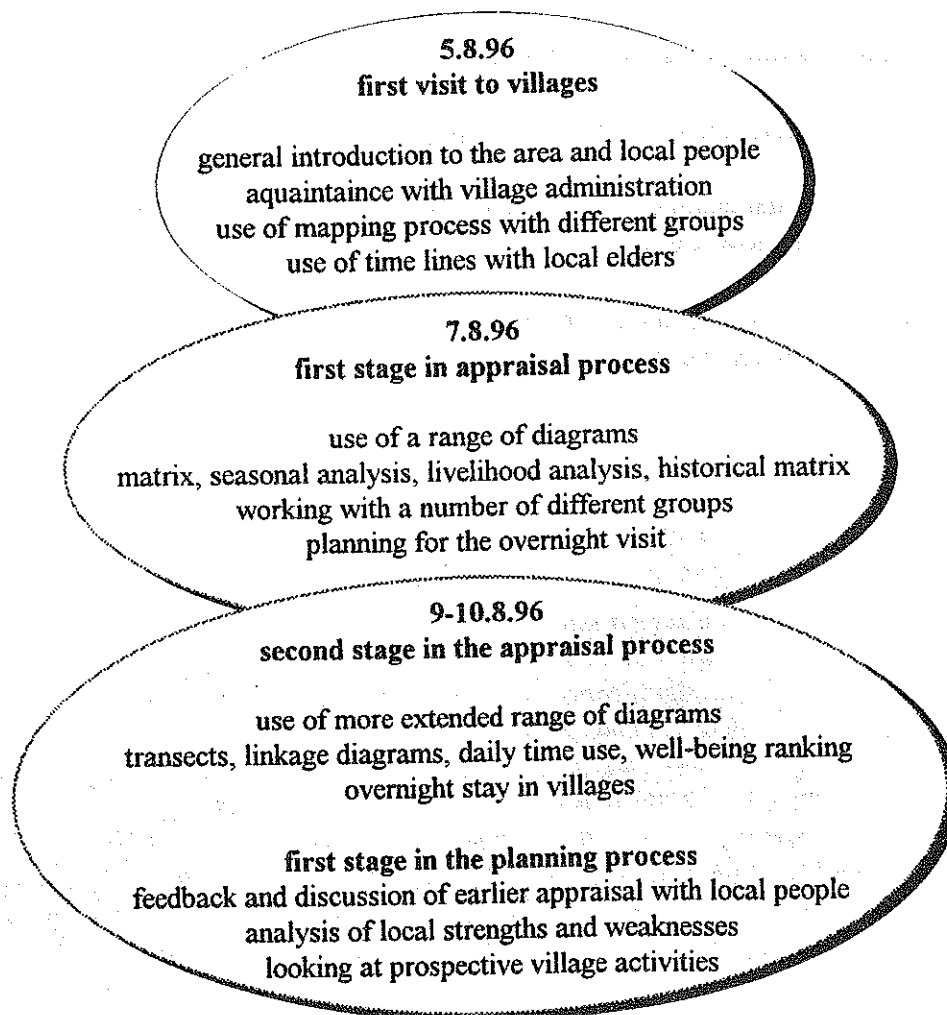 5.8.96
first visit to villages
general introduction to the area and local people
aquaintaince with village administration
use of mapping process with different groups
use of time lines with local elders
7.8.96
first stage in appraisal process
use of a range of diagrams
matrix, seasonal analysis, livelihood analysis, historical matrix
working with a number of different groups
planning for the overnight visit
9-10.8.96
second stage in the appraisal process
use of more extended range of diagrams
transects, linkage diagrams, daily time use, well-being ranking
overnight stay in villages
first stage in the planning process
feedback and discussion of earlier appraisal with local people
analysis of local strengths and weaknesses
looking at prospective village activities